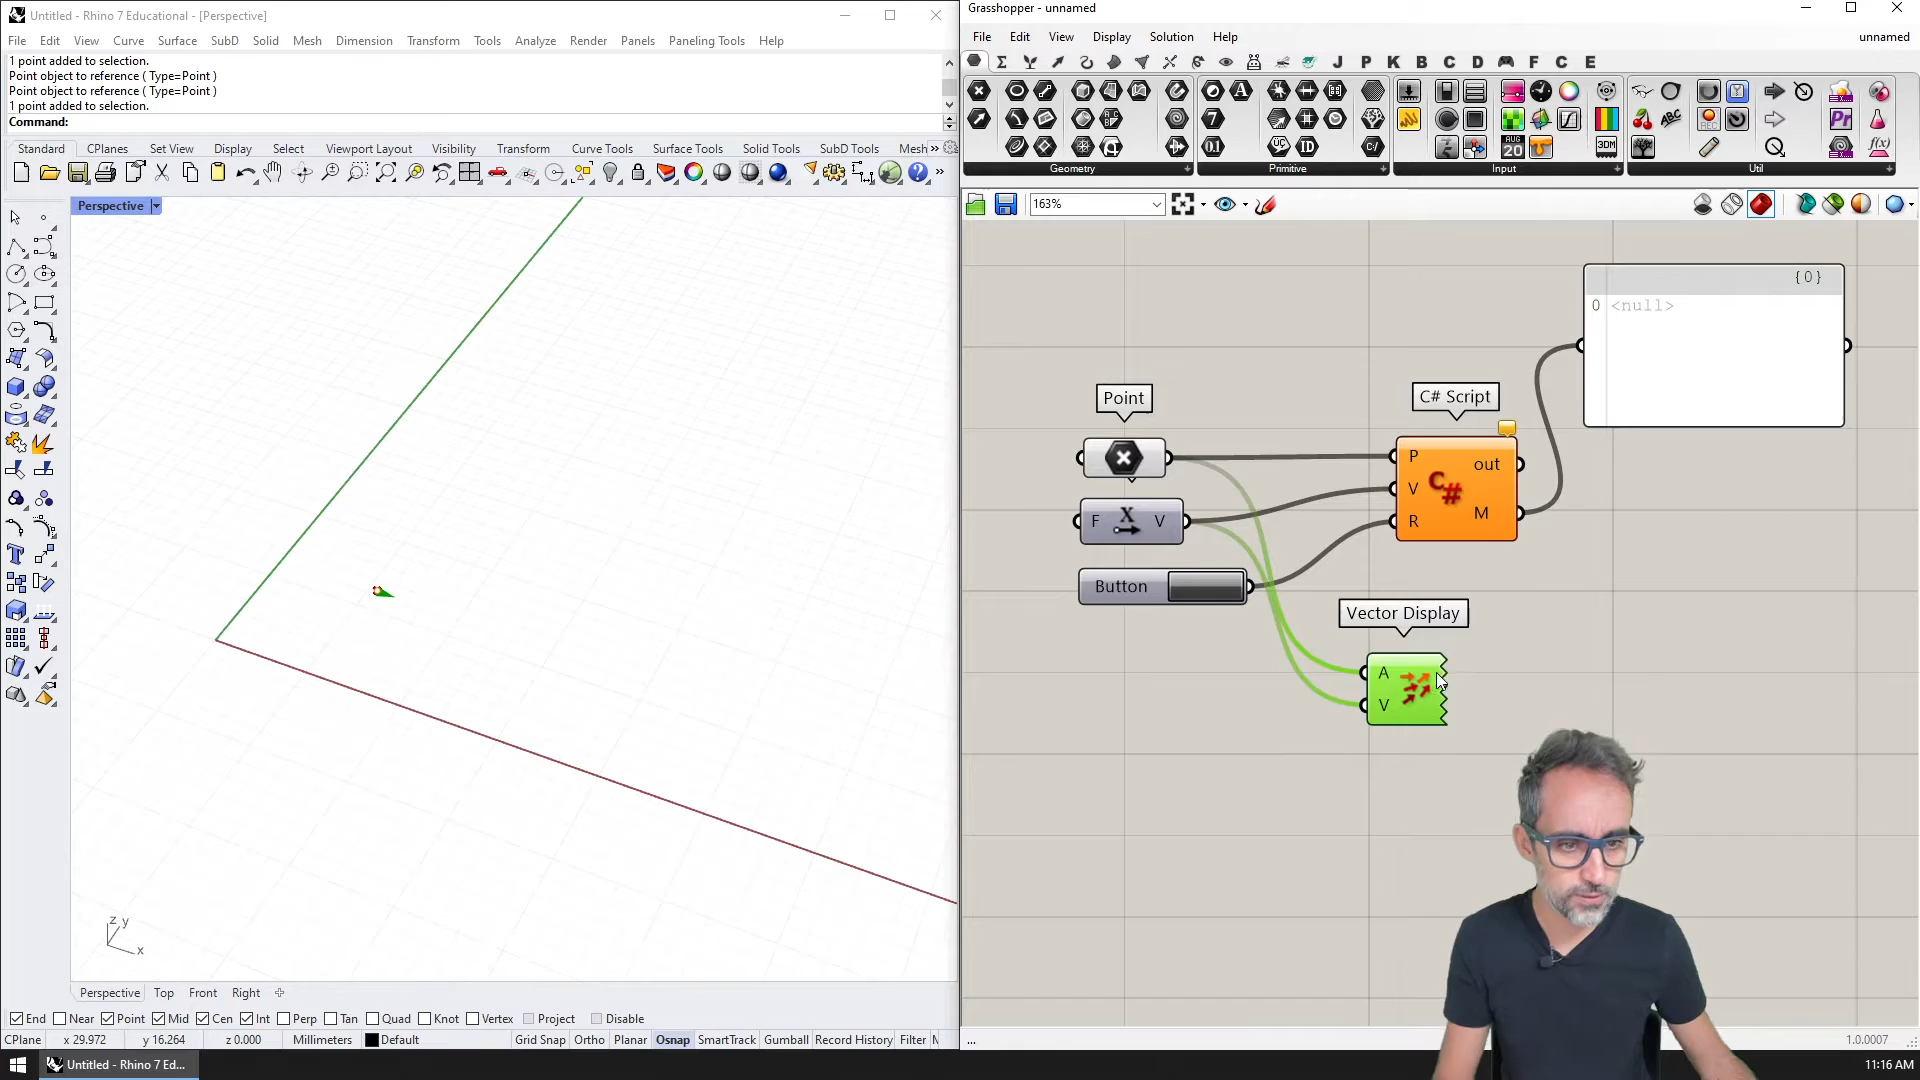 Untitled - Rhino 7 Educational - [Perspective]
File Edit View Curve Surface SubD Solid Mesh Dimension Transform Tools Analyze Render Panels Paneling Tools Help
1 point added to selection.
Point object to reference ( Type=Point )
Point object to reference ( Type=Point )
1 point added to selection.
Command:
Standard CPlanes Set View Display Select Viewport Layout Visibility Transform Curve Tools Surface Tools Solid Tools SubD Tools Mesh »
Perspective
z y
x
Perspective Top Front Right
End Near Point Mid Cen Int Perp Tan Quad Knot Vertex Project Disable
CPlane x 29.972 y 16.264 z 0.000 Millimeters Default Grid Snap Ortho Planar Osnap SmartTrack Gumball Record History Filter M
Untitled - Rhino 7 Ed...
Grasshopper - unnamed
File Edit View Display Solution Help unnamed
J P K B C D F C E
Geometry Primitive Input Util
163%
{0}
0 <null>
Point
C# Script
P out
V C#
R M
F X V
Button
Vector Display
A
V
... 1.0.0007
11:16 AM